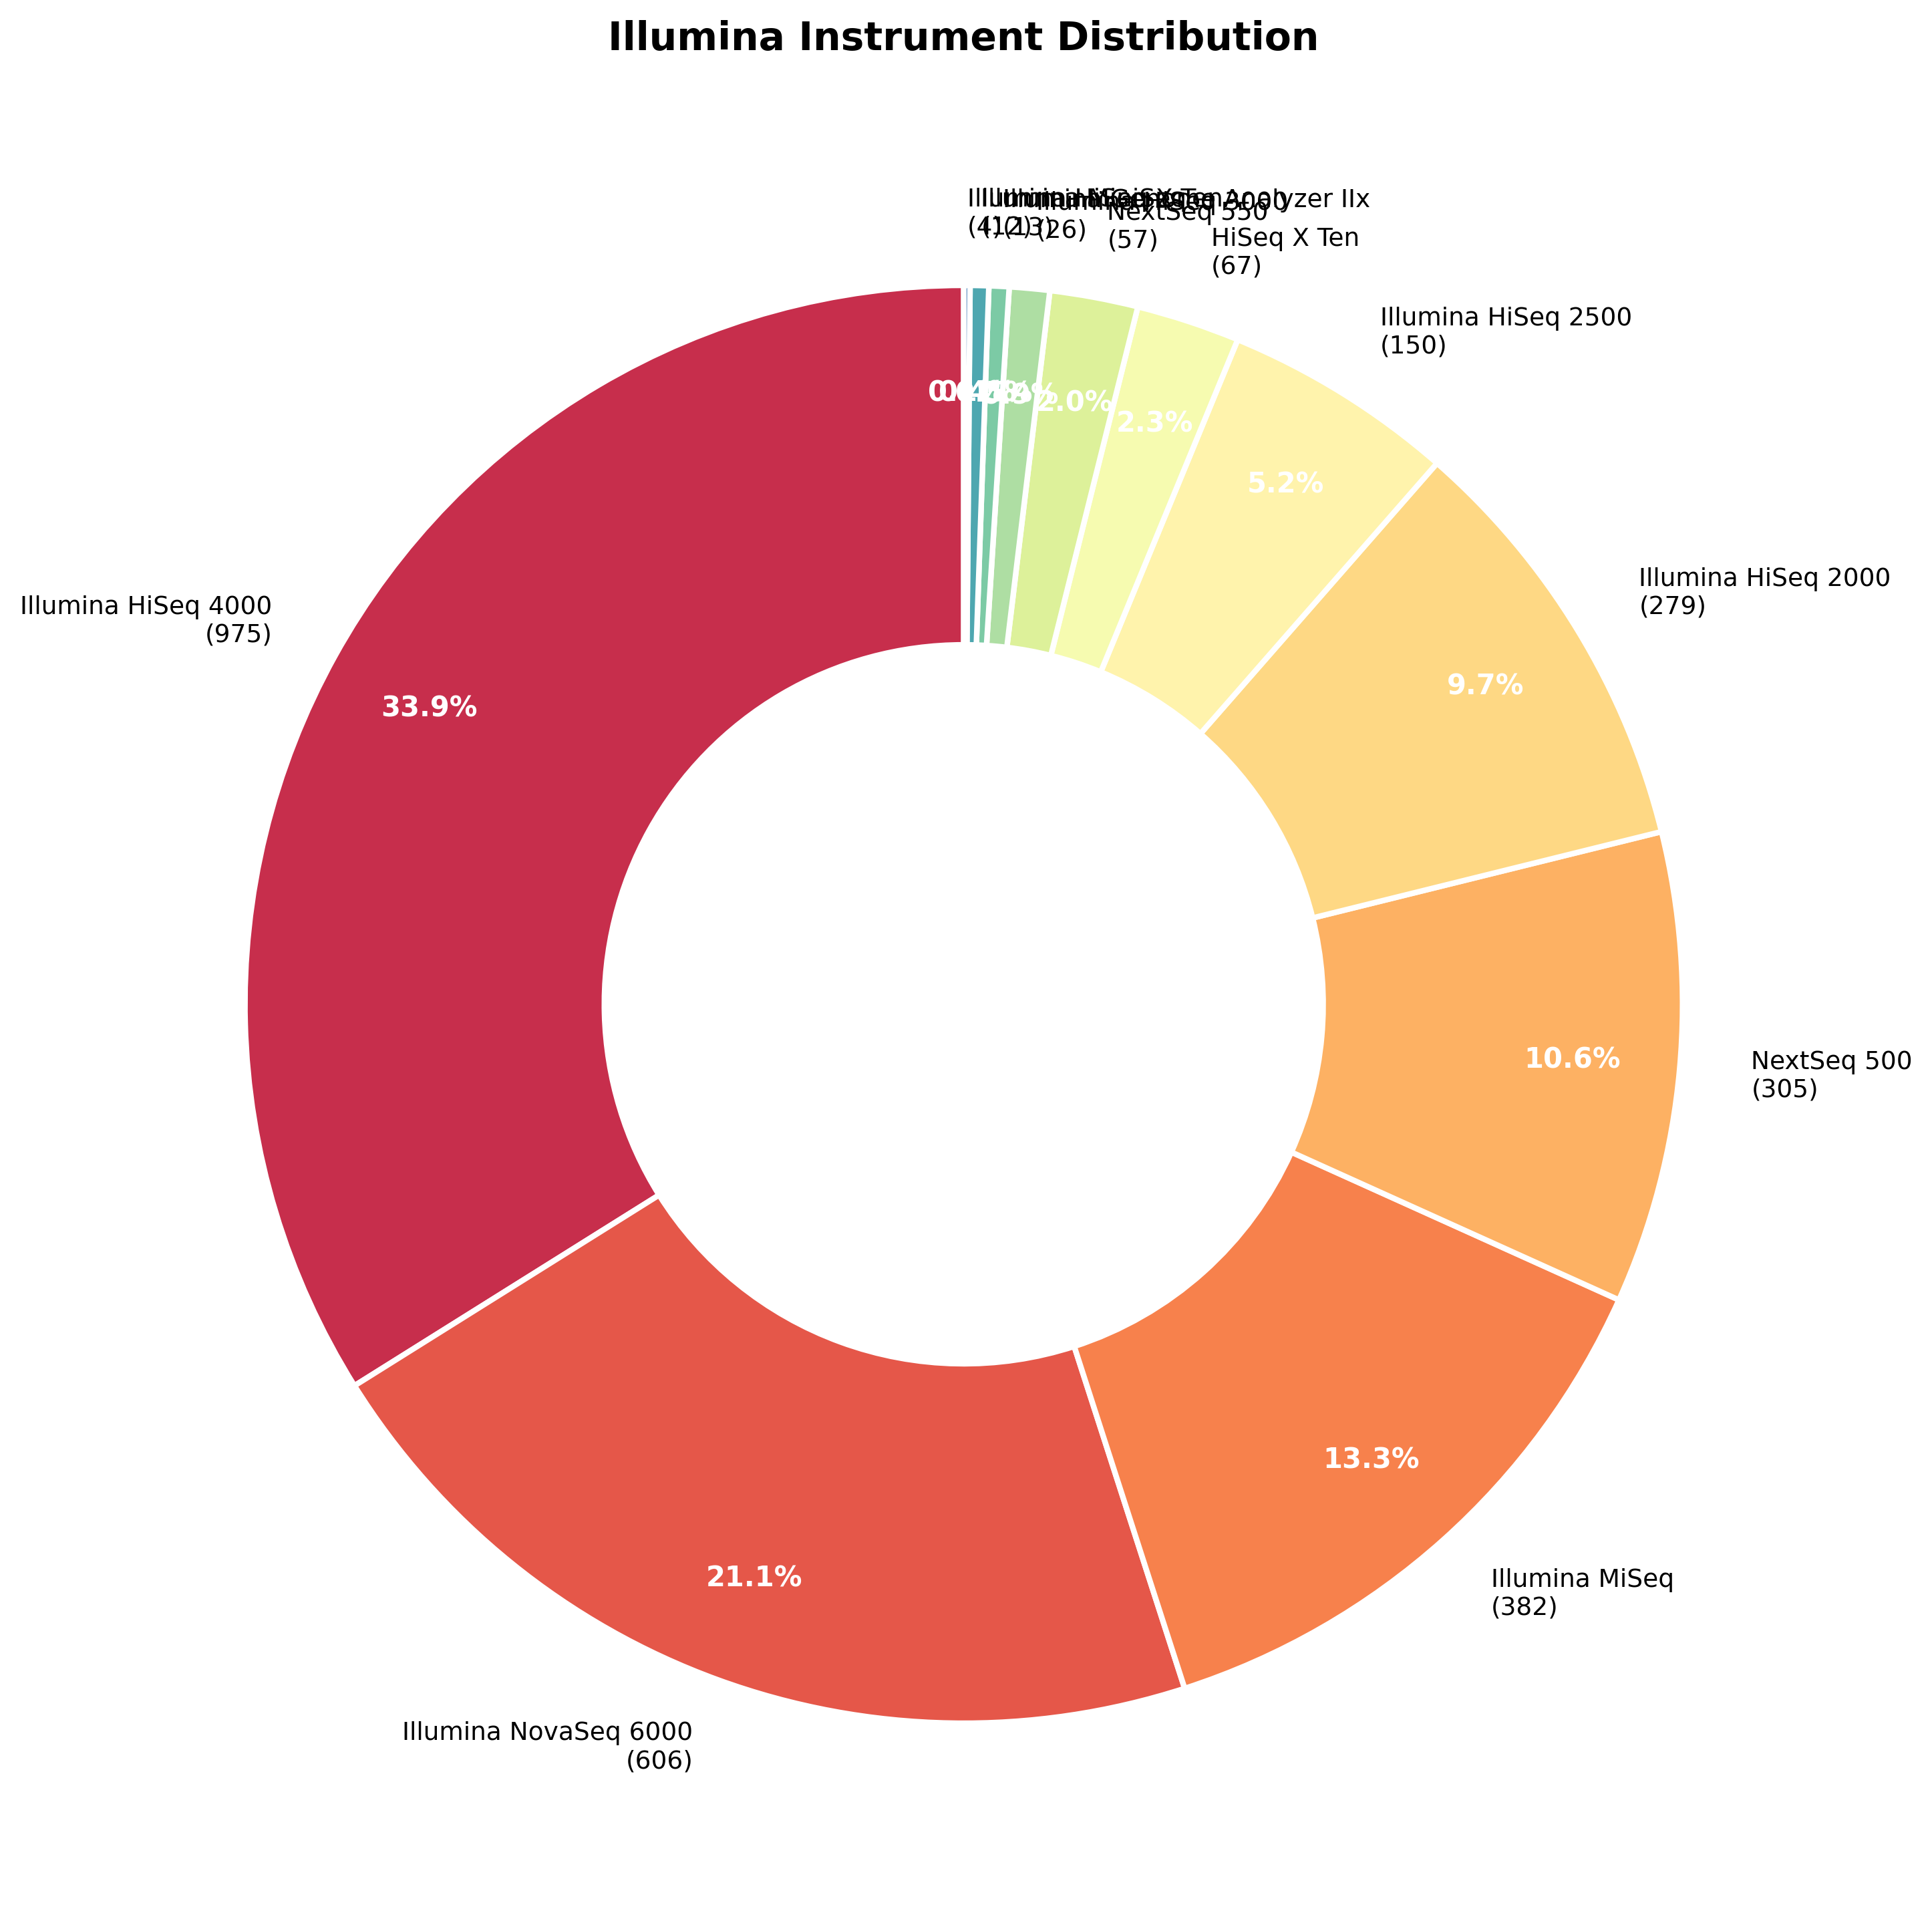 Illumina Instrument Distribution
Analyzer IIx
NextSeq 550
(26)
(57)
HiSeq X Ten
(67)
Illumina HiSeq 2500
(150)
2.0%
2.3%
5.2%
Illumina HiSeq 2000
(279)
Illumina HiSeq 4000
(975)
9.7%
33.9%
10.6%
NextSeq 500
(305)
13.3%
21.1%
Illumina MiSeq
(382)
Illumina NovaSeq 6000
(606)